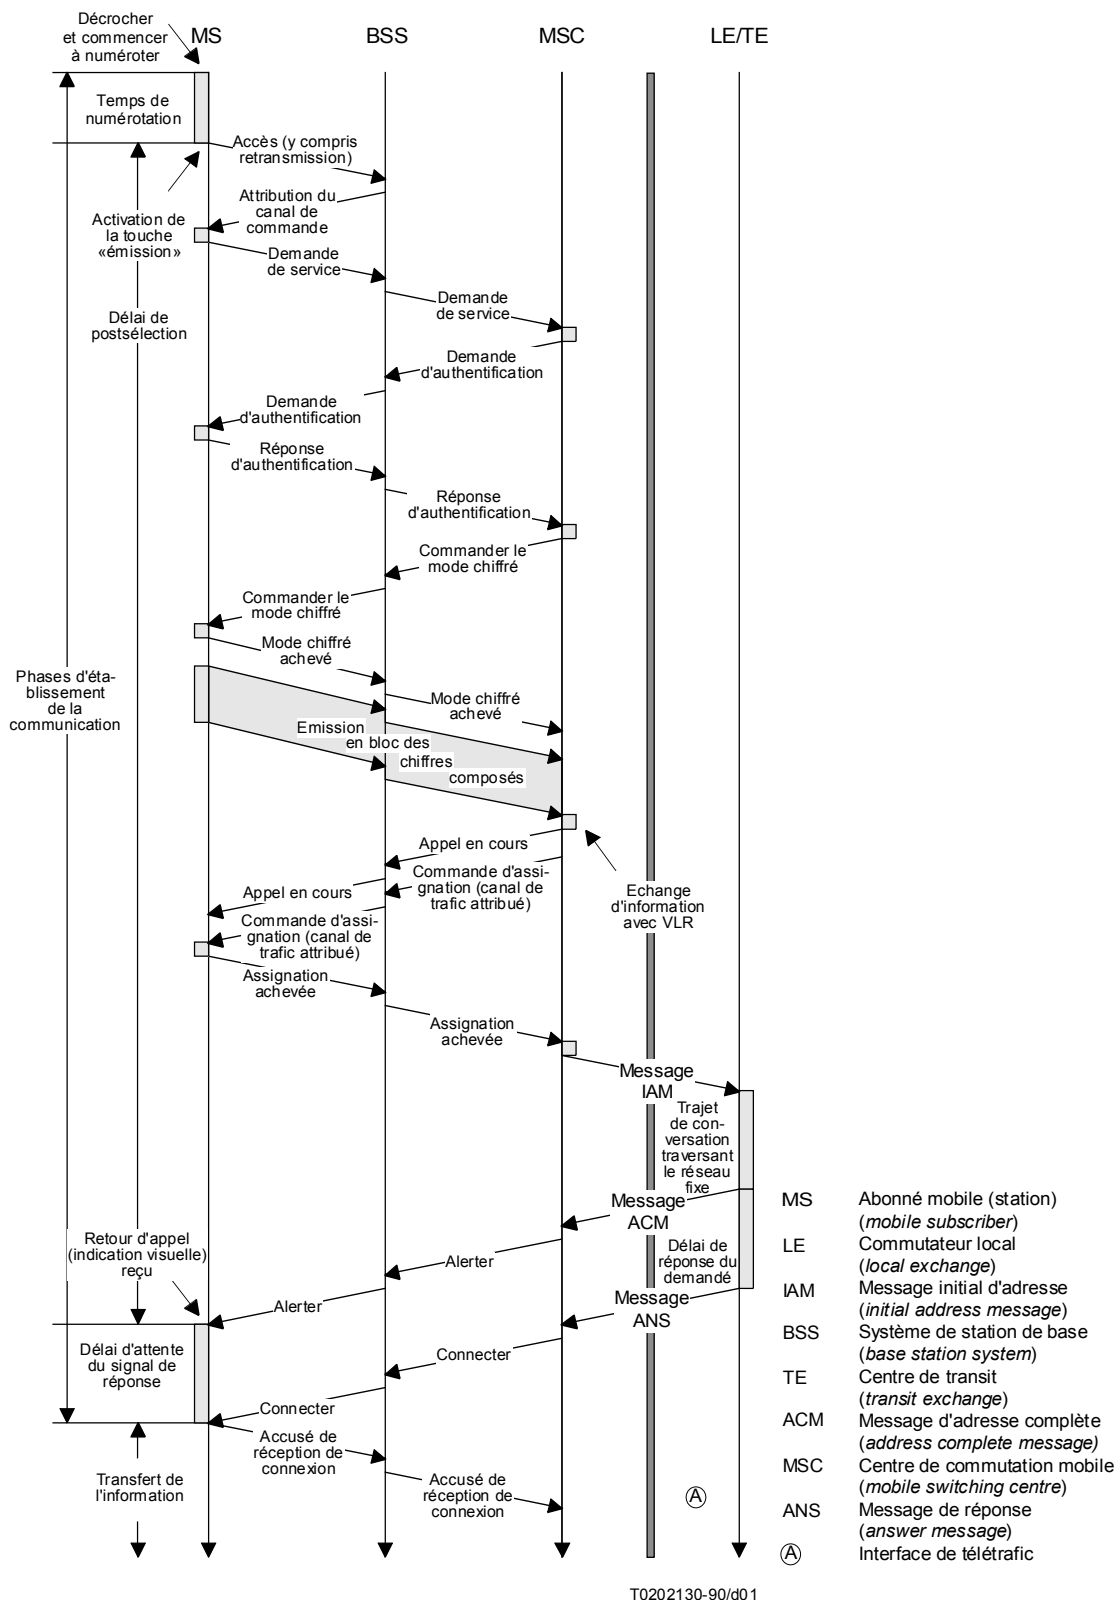 Décrocher
et commencer
à numéroter
MS
BSS
MSC
LE/TE
Temps de
numérotation
Accès (y compris
retransmission)
Attribution du
canal de
commande
Activation de
la touche
«émission»
Demande
de service
Demande
de service
Délai de
postsélection
Demande
d'authentification
Demande
d'authentification
Réponse
d'authentification
Réponse
d'authentification
Commander le
mode chiffré
Commander le
mode chiffré
Mode chiffré
achevé
Phases d'éta-
blissement
de la
communication
Mode chiffré
achevé
Emission
en bloc des
chiffres
composés
Appel en cours
Commande d'assi-
gnation (canal de
trafic attribué)
Appel en cours
Echange
d'information
avec VLR
Commande d'assi-
gnation (canal de
trafic attribué)
Assignation
achevée
Assignation
achevée
Message
IAM
Trajet
de con-
versation
traversant
le réseau
fixe
Message
ACM
Retour d'appel
(indication visuelle)
reçu
Alerter
Délai de
réponse du
demandé
Alerter
Message
ANS
Délai d'attente
du signal de
réponse
Connecter
Connecter
Accusé de
réception de
connexion
Transfert de
l'information
Accusé de
réception de
connexion
A
MS Abonné mobile (station)
(mobile subscriber)
LE Commutateur local
(local exchange)
IAM Message initial d'adresse
(initial address message)
BSS Système de station de base
(base station system)
TE Centre de transit
(transit exchange)
ACM Message d'adresse complète
(address complete message)
MSC Centre de commutation mobile
(mobile switching centre)
ANS Message de réponse
(answer message)
A Interface de télétrafic
T0202130-90/d01